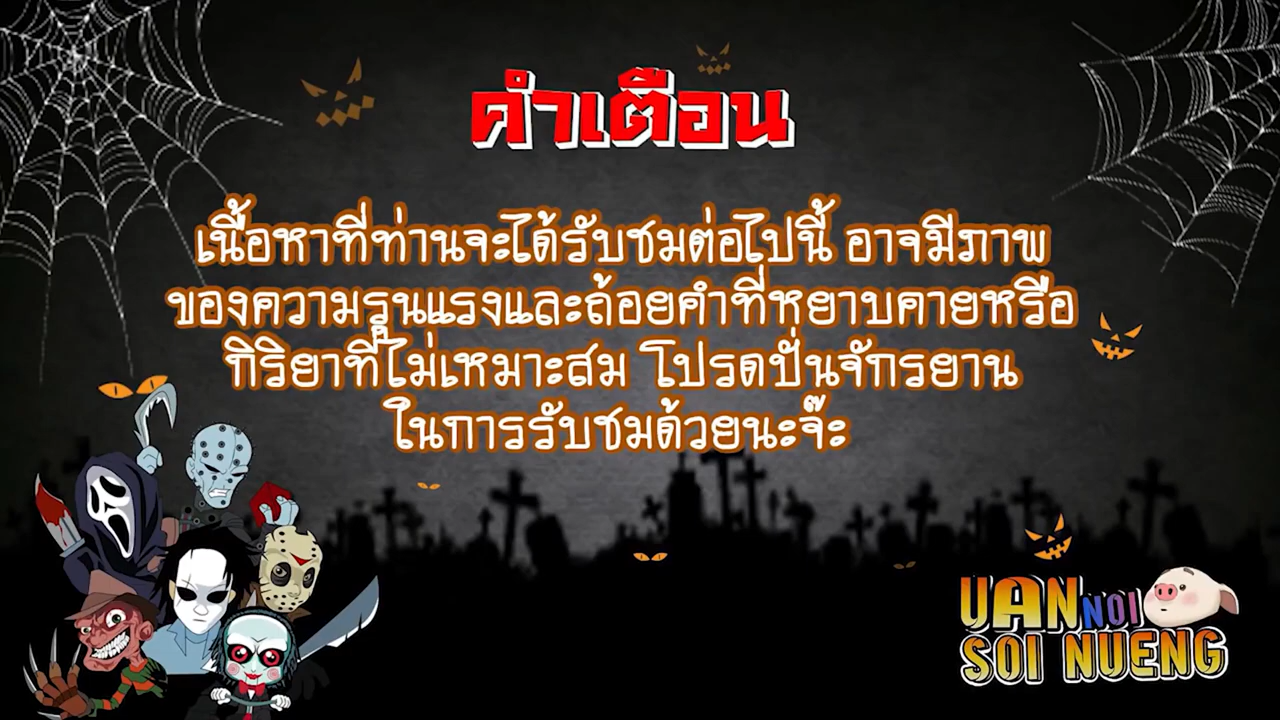 คำเตือน
เนื้อหาที่ท่านจะได้รับชมต่อไปนี้ อาจมีภาพ
ของความรุนแรงและถ้อยคำที่หยาบคายหรือ
กิริยาที่ไม่เหมาะสม โปรดปั่นจักรยาน
ในการรับชมด้วยนะจ๊ะ
UAN NOI
SOI NUENG